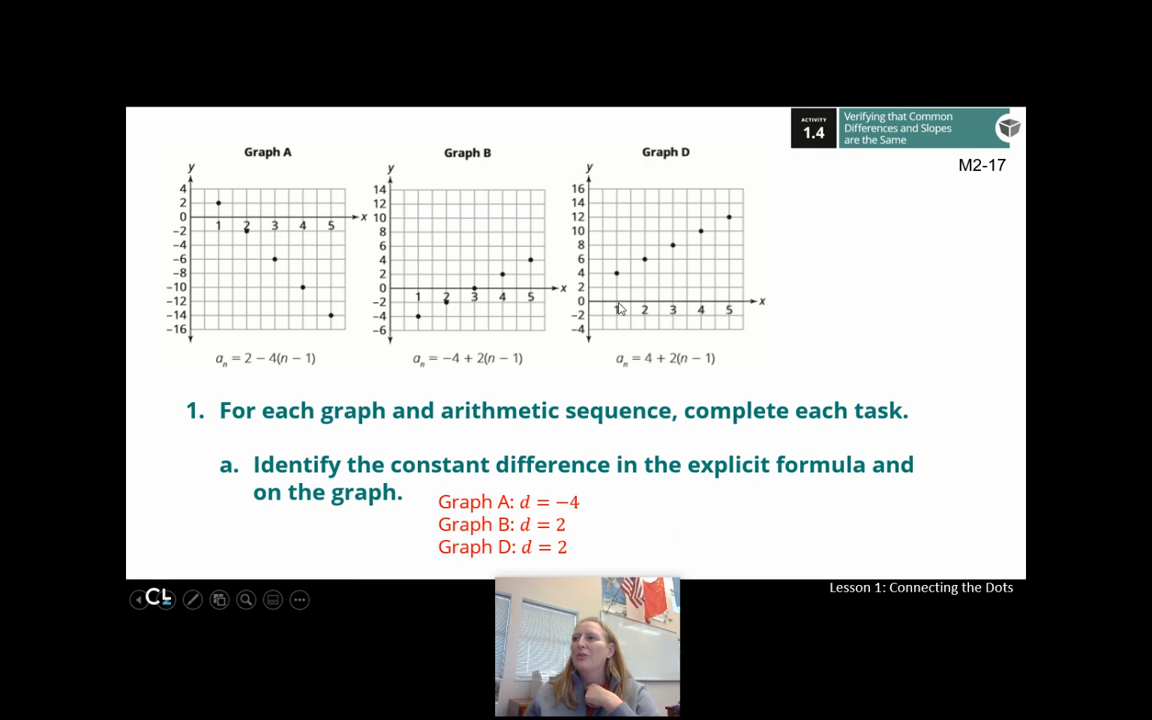 ACTIVITY
1.4
Verifying that Common
Differences and Slopes
are the Same
M2-17
Graph A
Graph B
Graph D
y
4
2
0
-2
-4
-6
-8
-10
-12
-14
-16
1 2 3 4 5
x
y
14
12
10
8
6
4
2
0
-2
-4
-6
1 2 3 4 5
x
y
16
14
12
10
8
6
4
2
0
-2
-4
1 2 3 4 5
x
aₙ = 2 – 4(n – 1)
aₙ = –4 + 2(n – 1)
aₙ = 4 + 2(n – 1)
1. For each graph and arithmetic sequence, complete each task.
a. Identify the constant difference in the explicit formula and
on the graph.
Graph A: d = −4
Graph B: d = 2
Graph D: d = 2
Lesson 1: Connecting the Dots
CL